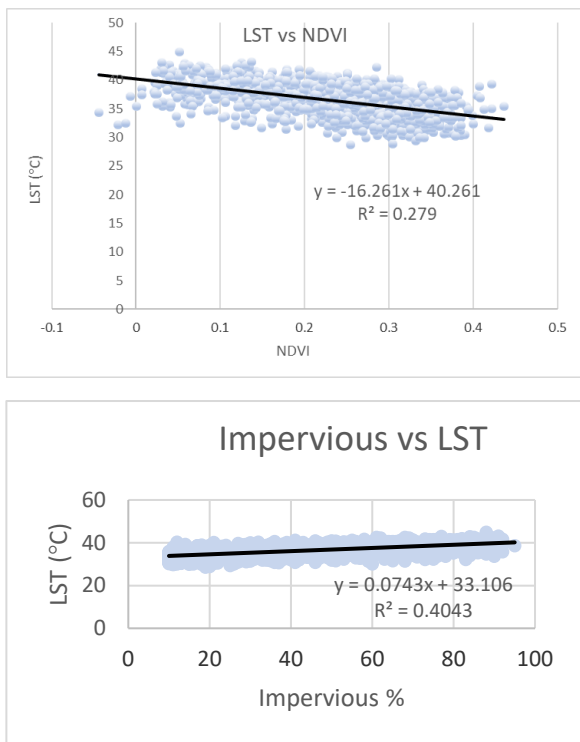 LST vs NDVI
50
45
40
35
30
25
20
15
10
5
0
LST (°C)
y = -16.261x + 40.261
R² = 0.279
-0.1 0 0.1 0.2 0.3 0.4 0.5
NDVI
Impervious vs LST
60
40
20
0
LST (°C)
y = 0.0743x + 33.106
R² = 0.4043
0 20 40 60 80 100
Impervious %